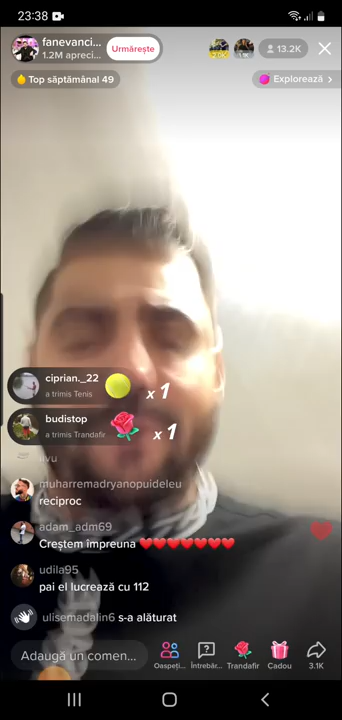 23:38
fanevanci...
1.2M apreci...
Urmărește
13.2K
Top săptămânal 49
Explorează
ciprian._22
a trimis Tenis
x 1
budistop
a trimis Trandafir
x 1
muharremadryanopuideleu
reciproc
adam_adm69
Creștem împreuna ❤️❤️❤️❤️❤️❤️❤️
udila95
pai el lucrează cu 112
ulisemadalin6 s-a alăturat
Adaugă un comen...
Oaspeți...
Întrebăr...
Trandafir
Cadou
3.1K